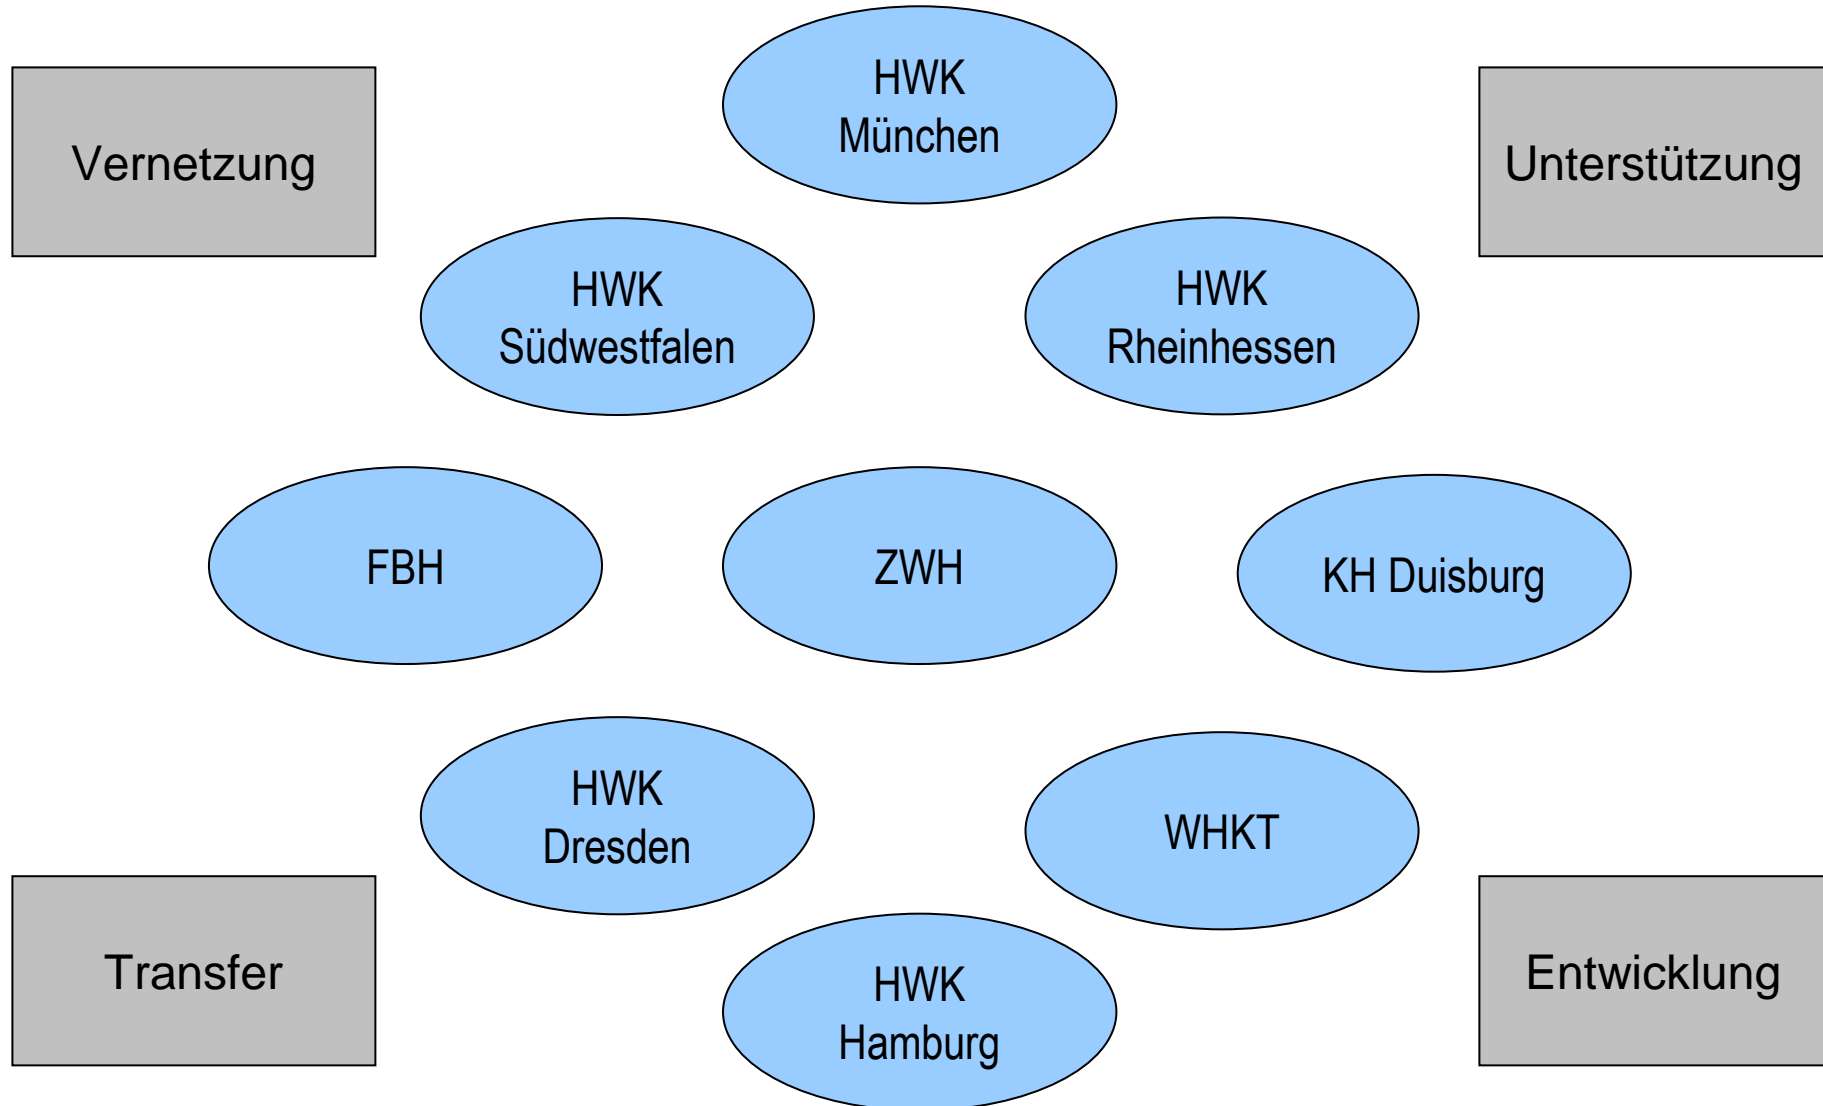 HWK
München
Vernetzung
Unterstützung
HWK
Südwestfalen
HWK
Rheinhessen
FBH
ZWH
KH Duisburg
HWK
Dresden
WHKT
Transfer
HWK
Hamburg
Entwicklung